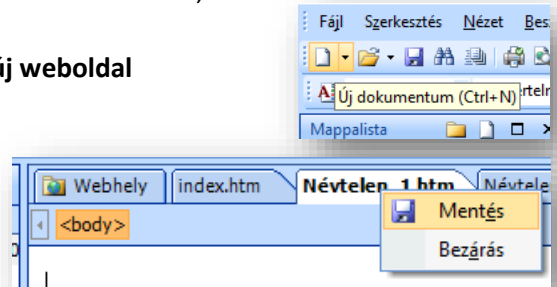 Fájl Szerkesztés Nézet
új weboldal
Új dokumentum (Ctrl+N)
Mappalista
Webhely index.htm Névtelen_1.htm
<body>
Mentés
Bezárás